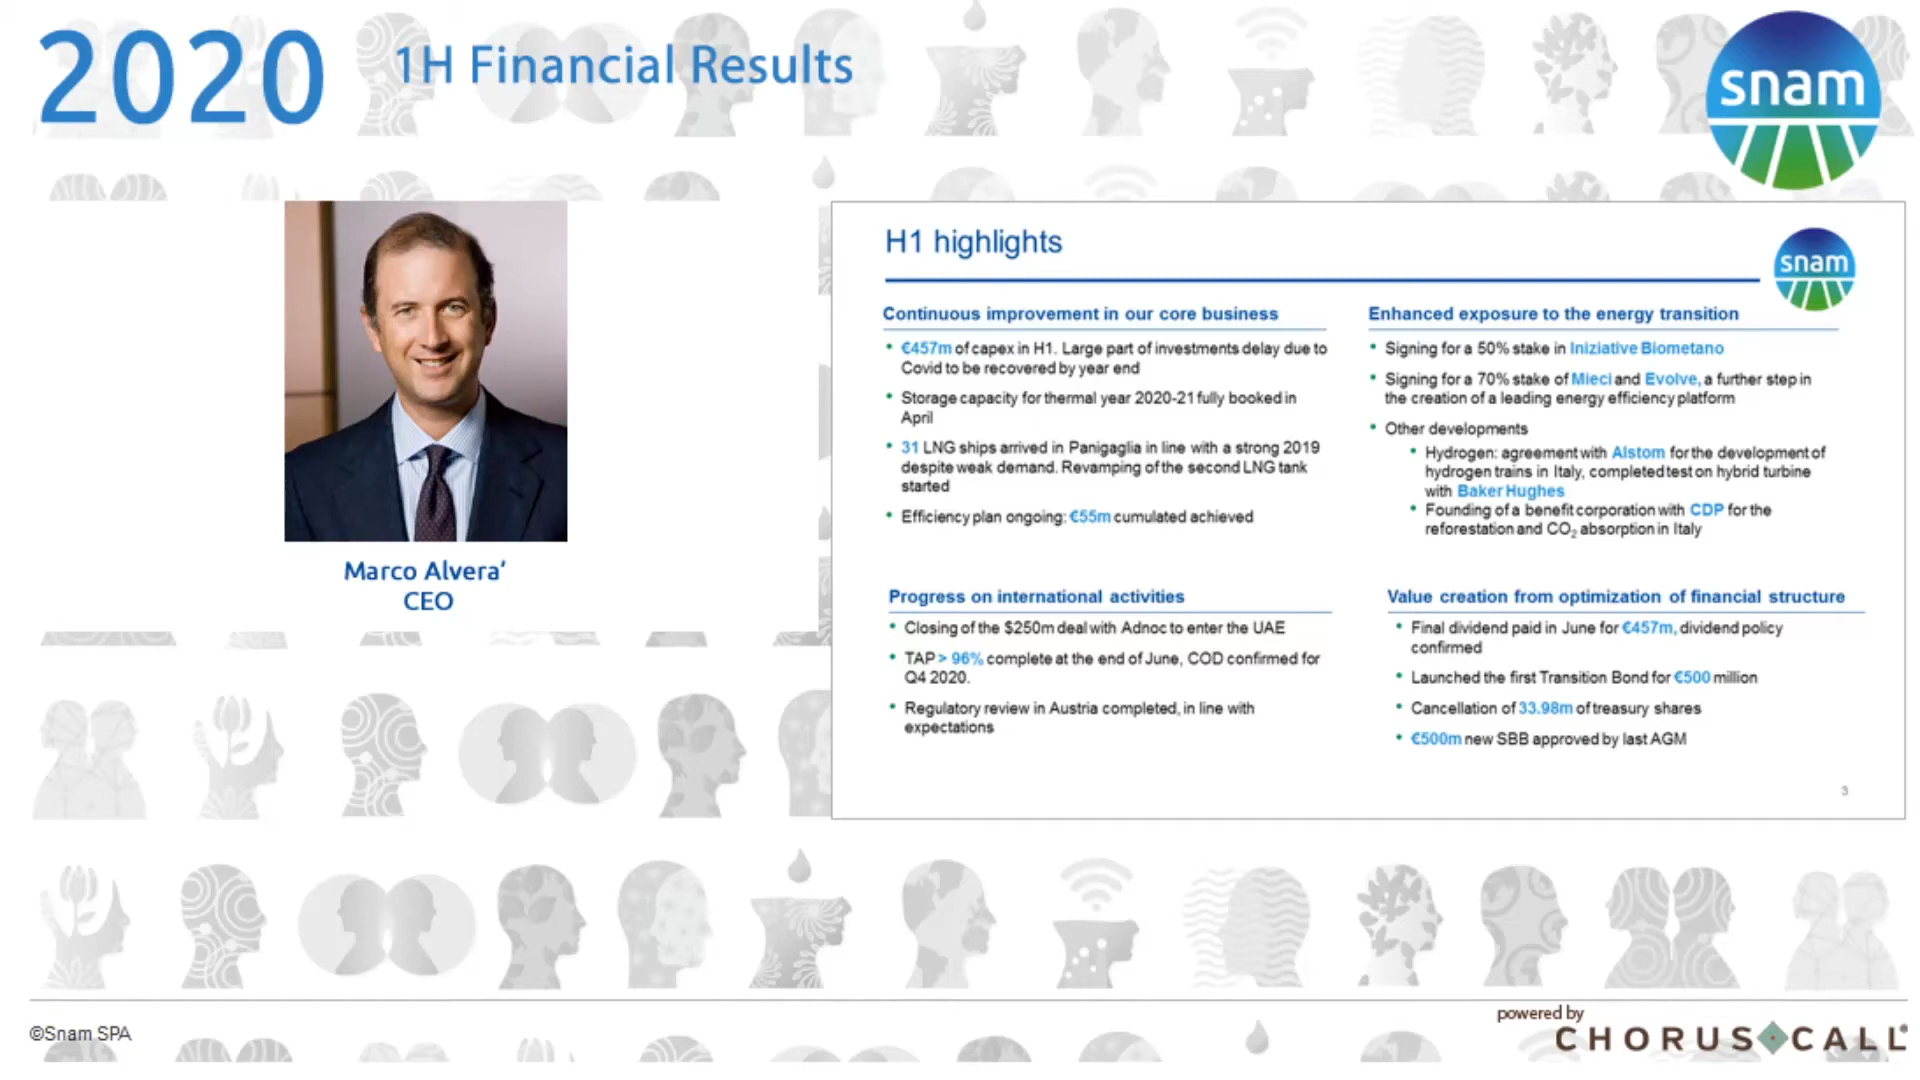 2020
1H Financial Results
snam
Marco Alvera’
CEO
H1 highlights
snam
Continuous improvement in our core business
• €457m of capex in H1. Large part of investments delay due to
Covid to be recovered by year end
• Storage capacity for thermal year 2020-21 fully booked in
April
• 31 LNG ships arrived in Panigaglia in line with a strong 2019
despite weak demand. Revamping of the second LNG tank
started
• Efficiency plan ongoing: €55m cumulated achieved
Enhanced exposure to the energy transition
• Signing for a 50% stake in Iniziative Biometano
• Signing for a 70% stake of Mieci and Evolve, a further step in
the creation of a leading energy efficiency platform
• Other developments
• Hydrogen: agreement with Alstom for the development of
hydrogen trains in Italy, completed test on hybrid turbine
with Baker Hughes
• Founding of a benefit corporation with CDP for the
reforestation and CO₂ absorption in Italy
Progress on international activities
• Closing of the $250m deal with Adnoc to enter the UAE
• TAP > 96% complete at the end of June, COD confirmed for
Q4 2020.
• Regulatory review in Austria completed, in line with
expectations
Value creation from optimization of financial structure
• Final dividend paid in June for €457m, dividend policy
confirmed
• Launched the first Transition Bond for €500 million
• Cancellation of 33.98m of treasury shares
• €500m new SBB approved by last AGM
3
©Snam SPA
powered by
CHORUS CALL®